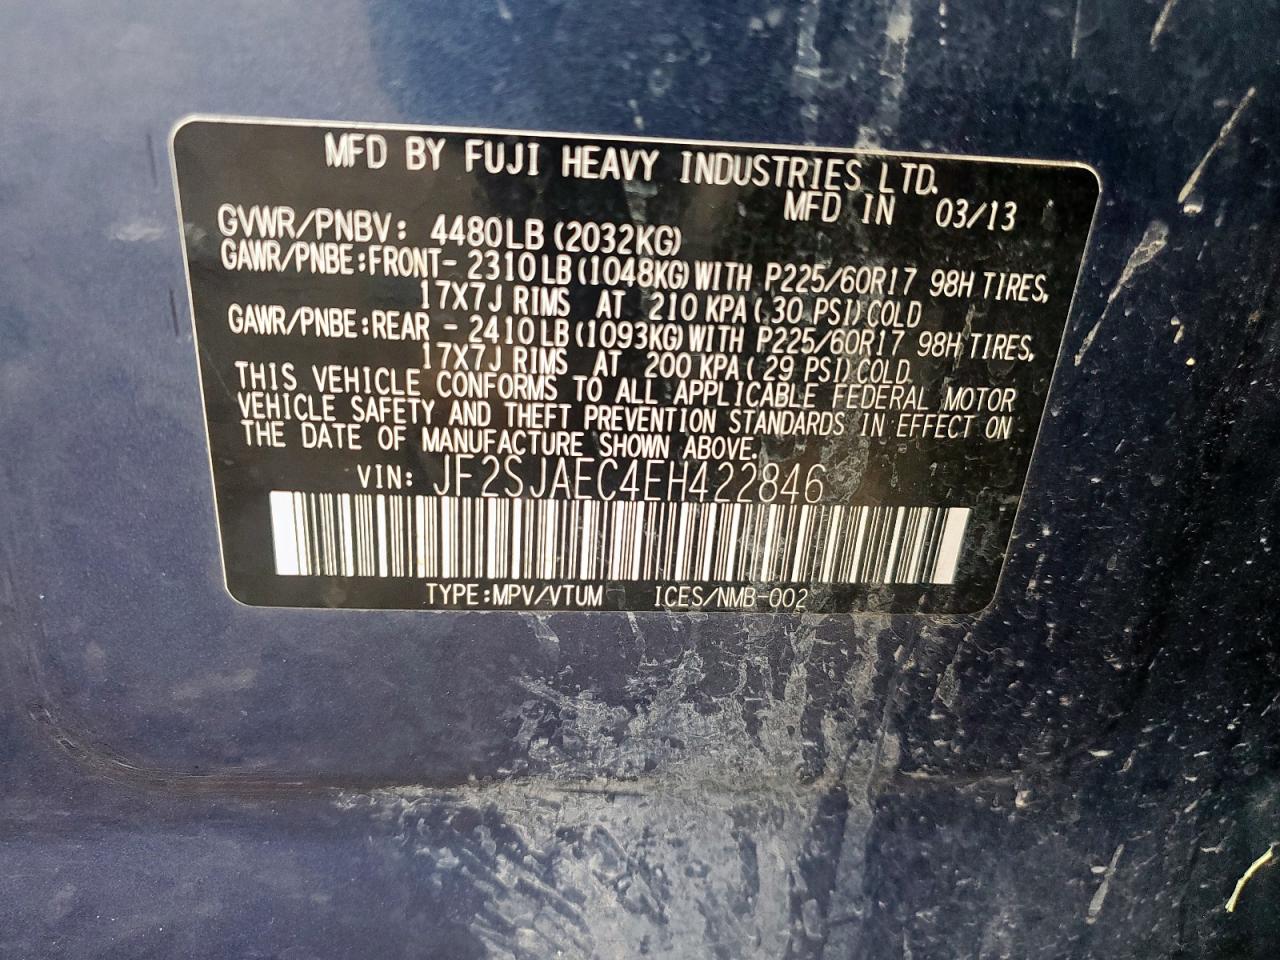 MFD BY FUJI HEAVY INDUSTRIES LTD.
MFD IN 03/13
GVWR/PNBV: 4480LB (2032KG)
GAWR/PNBE:FRONT- 2310LB(1048KG)WITH P225/60R17 98H TIRES,
17X7J RIMS AT 210 KPA( 30 PSI)COLD
GAWR/PNBE:REAR - 2410LB(1093KG)WITH P225/60R17 98H TIRES,
17X7J RIMS AT 200 KPA( 29 PSI)COLD.
THIS VEHICLE CONFORMS TO ALL APPLICABLE FEDERAL MOTOR
VEHICLE SAFETY AND THEFT PREVENTION STANDARDS IN EFFECT ON
THE DATE OF MANUFACTURE SHOWN ABOVE.
VIN: JF2SJAEC4EH422846
TYPE:MPV/VTUM ICES/NMB-002